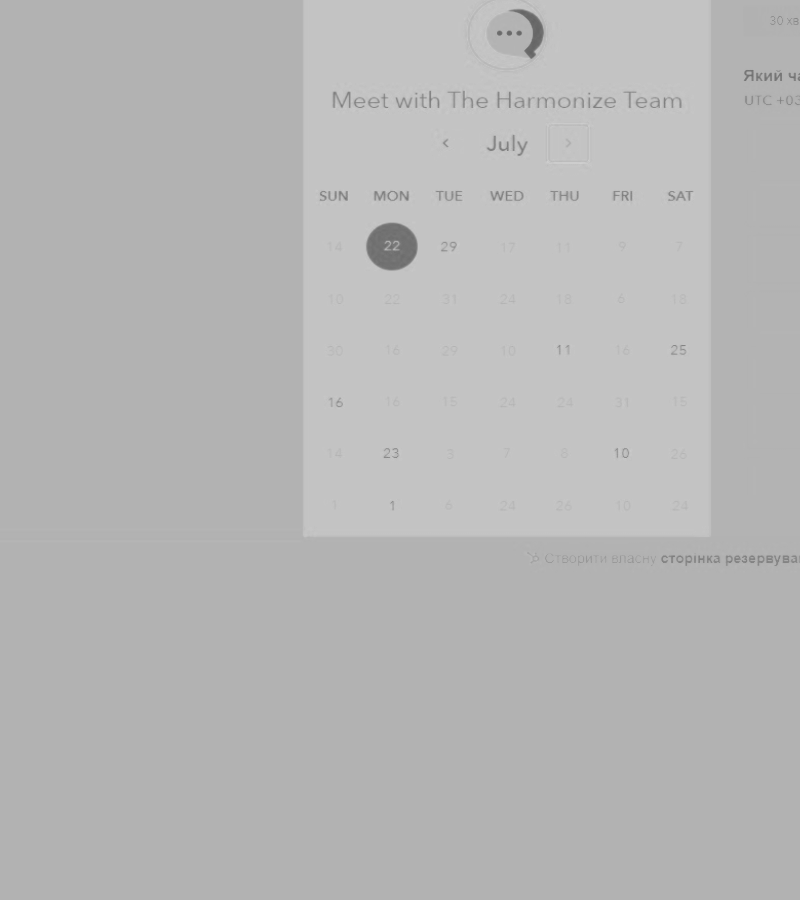 30 хв
Meet with The Harmonize Team
Який ча
July
UTC +03
SUN MON TUE WED THU FRI SAT
14 22 29 17 11 9 7
10 22 31 24 18 6 18
30 16 29 10 11 16 25
16 16 15 24 24 31 15
14 23 3 7 8 10 26
1 1 6 24 26 10 24
Створити власну сторінка резервува